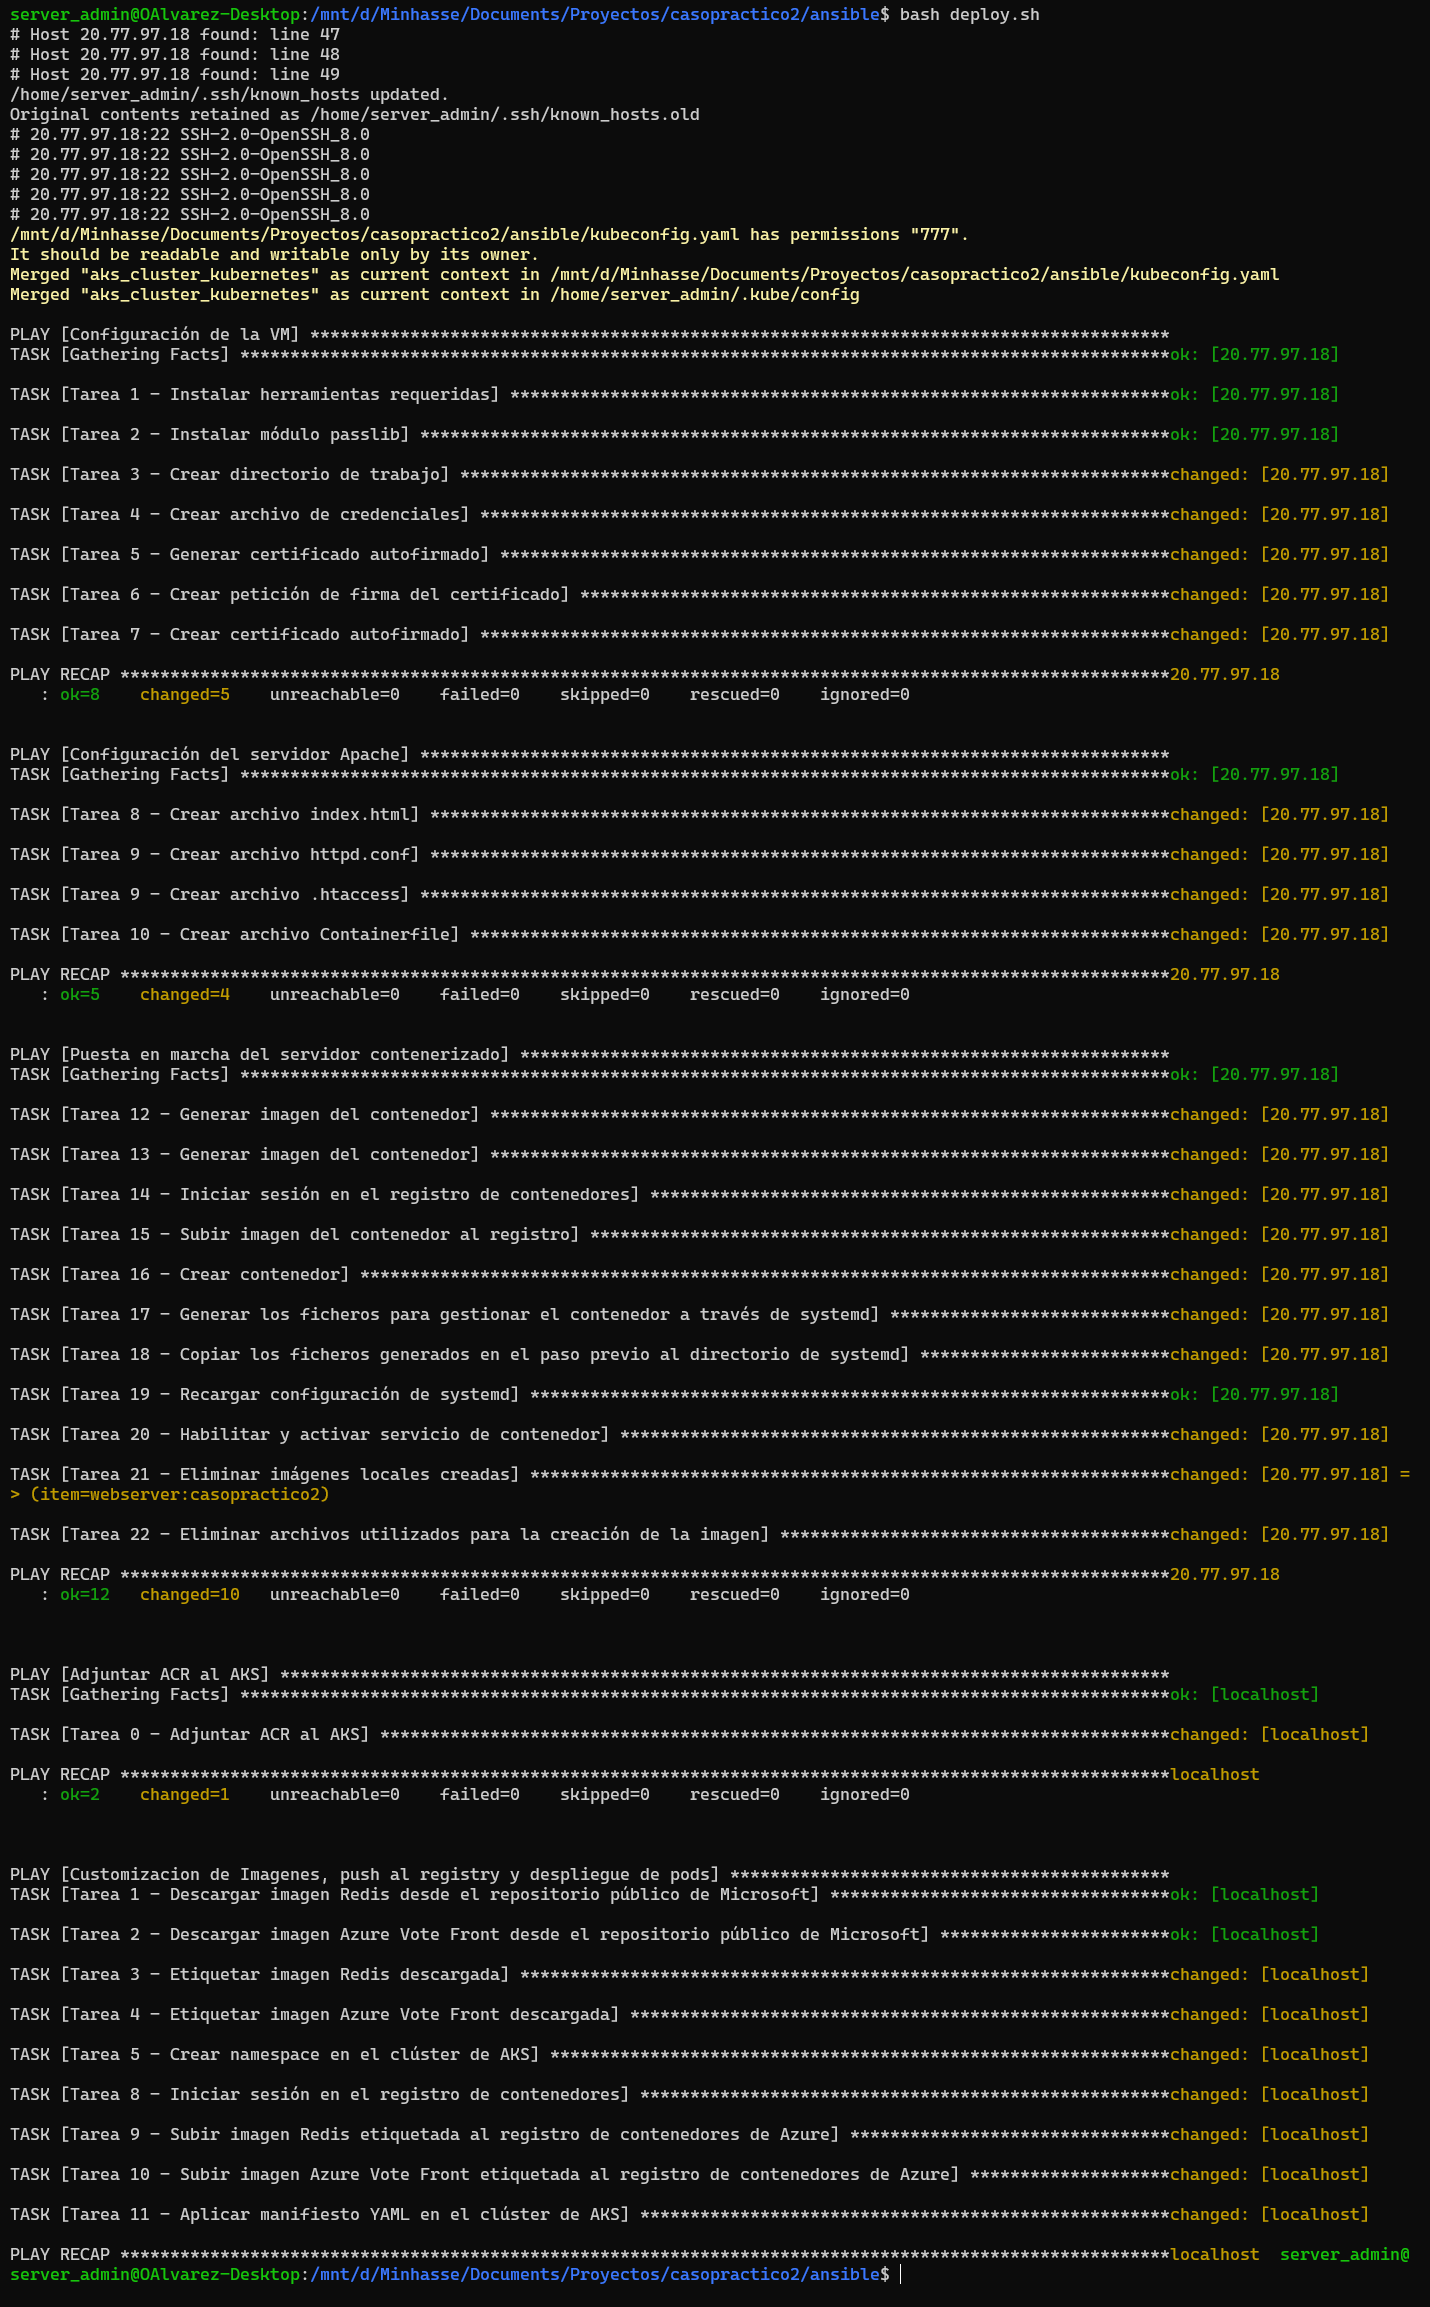 server_admin@OAlvarez-Desktop:/mnt/d/Minhasse/Documents/Proyectos/casopractico2/ansible$ bash deploy.sh
# Host 20.77.97.18 found: line 47
# Host 20.77.97.18 found: line 48
# Host 20.77.97.18 found: line 49
/home/server_admin/.ssh/known_hosts updated.
Original contents retained as /home/server_admin/.ssh/known_hosts.old
# 20.77.97.18:22 SSH-2.0-OpenSSH_8.0
# 20.77.97.18:22 SSH-2.0-OpenSSH_8.0
# 20.77.97.18:22 SSH-2.0-OpenSSH_8.0
# 20.77.97.18:22 SSH-2.0-OpenSSH_8.0
# 20.77.97.18:22 SSH-2.0-OpenSSH_8.0
/mnt/d/Minhasse/Documents/Proyectos/casopractico2/ansible/kubeconfig.yaml has permissions "777".
It should be readable and writable only by its owner.
Merged "aks_cluster_kubernetes" as current context in /mnt/d/Minhasse/Documents/Proyectos/casopractico2/ansible/kubeconfig.yaml
Merged "aks_cluster_kubernetes" as current context in /home/server_admin/.kube/config
PLAY [Configuración de la VM] **************************************************************************************
TASK [Gathering Facts] *********************************************************************************************ok: [20.77.97.18]
TASK [Tarea 1 - Instalar herramientas requeridas] ******************************************************************ok: [20.77.97.18]
TASK [Tarea 2 - Instalar módulo passlib] ***************************************************************************ok: [20.77.97.18]
TASK [Tarea 3 - Crear directorio de trabajo] ***********************************************************************changed: [20.77.97.18]
TASK [Tarea 4 - Crear archivo de credenciales] *********************************************************************changed: [20.77.97.18]
TASK [Tarea 5 - Generar certificado autofirmado] *******************************************************************changed: [20.77.97.18]
TASK [Tarea 6 - Crear petición de firma del certificado] ***********************************************************changed: [20.77.97.18]
TASK [Tarea 7 - Crear certificado autofirmado] *********************************************************************changed: [20.77.97.18]
PLAY RECAP *********************************************************************************************************20.77.97.18
: ok=8    changed=5    unreachable=0    failed=0    skipped=0    rescued=0    ignored=0
PLAY [Configuración del servidor Apache] ***************************************************************************
TASK [Gathering Facts] *********************************************************************************************ok: [20.77.97.18]
TASK [Tarea 8 - Crear archivo index.html] **************************************************************************changed: [20.77.97.18]
TASK [Tarea 9 - Crear archivo httpd.conf] **************************************************************************changed: [20.77.97.18]
TASK [Tarea 9 - Crear archivo .htaccess] ***************************************************************************changed: [20.77.97.18]
TASK [Tarea 10 - Crear archivo Containerfile] **********************************************************************changed: [20.77.97.18]
PLAY RECAP *********************************************************************************************************20.77.97.18
: ok=5    changed=4    unreachable=0    failed=0    skipped=0    rescued=0    ignored=0
PLAY [Puesta en marcha del servidor contenerizado] *****************************************************************
TASK [Gathering Facts] *********************************************************************************************ok: [20.77.97.18]
TASK [Tarea 12 - Generar imagen del contenedor] ********************************************************************changed: [20.77.97.18]
TASK [Tarea 13 - Generar imagen del contenedor] ********************************************************************changed: [20.77.97.18]
TASK [Tarea 14 - Iniciar sesión en el registro de contenedores] ****************************************************changed: [20.77.97.18]
TASK [Tarea 15 - Subir imagen del contenedor al registro] **********************************************************changed: [20.77.97.18]
TASK [Tarea 16 - Crear contenedor] *********************************************************************************changed: [20.77.97.18]
TASK [Tarea 17 - Generar los ficheros para gestionar el contenedor a través de systemd] ****************************changed: [20.77.97.18]
TASK [Tarea 18 - Copiar los ficheros generados en el paso previo al directorio de systemd] *************************changed: [20.77.97.18]
TASK [Tarea 19 - Recargar configuración de systemd] ****************************************************************ok: [20.77.97.18]
TASK [Tarea 20 - Habilitar y activar servicio de contenedor] *******************************************************changed: [20.77.97.18]
TASK [Tarea 21 - Eliminar imágenes locales creadas] ****************************************************************changed: [20.77.97.18] =
> (item=webserver:casopractico2)
TASK [Tarea 22 - Eliminar archivos utilizados para la creación de la imagen] ***************************************changed: [20.77.97.18]
PLAY RECAP *********************************************************************************************************20.77.97.18
: ok=12   changed=10   unreachable=0    failed=0    skipped=0    rescued=0    ignored=0
PLAY [Adjuntar ACR al AKS] *****************************************************************************************
TASK [Gathering Facts] *********************************************************************************************ok: [localhost]
TASK [Tarea 0 - Adjuntar ACR al AKS] *******************************************************************************changed: [localhost]
PLAY RECAP *********************************************************************************************************localhost
: ok=2    changed=1    unreachable=0    failed=0    skipped=0    rescued=0    ignored=0
PLAY [Customizacion de Imagenes, push al registry y despliegue de pods] ********************************************
TASK [Tarea 1 - Descargar imagen Redis desde el repositorio público de Microsoft] **********************************ok: [localhost]
TASK [Tarea 2 - Descargar imagen Azure Vote Front desde el repositorio público de Microsoft] ***********************ok: [localhost]
TASK [Tarea 3 - Etiquetar imagen Redis descargada] *****************************************************************changed: [localhost]
TASK [Tarea 4 - Etiquetar imagen Azure Vote Front descargada] ******************************************************changed: [localhost]
TASK [Tarea 5 - Crear namespace en el clúster de AKS] **************************************************************changed: [localhost]
TASK [Tarea 8 - Iniciar sesión en el registro de contenedores] *****************************************************changed: [localhost]
TASK [Tarea 9 - Subir imagen Redis etiquetada al registro de contenedores de Azure] ********************************changed: [localhost]
TASK [Tarea 10 - Subir imagen Azure Vote Front etiquetada al registro de contenedores de Azure] ********************changed: [localhost]
TASK [Tarea 11 - Aplicar manifiesto YAML en el clúster de AKS] *****************************************************changed: [localhost]
PLAY RECAP *********************************************************************************************************localhost  server_admin@
server_admin@OAlvarez-Desktop:/mnt/d/Minhasse/Documents/Proyectos/casopractico2/ansible$